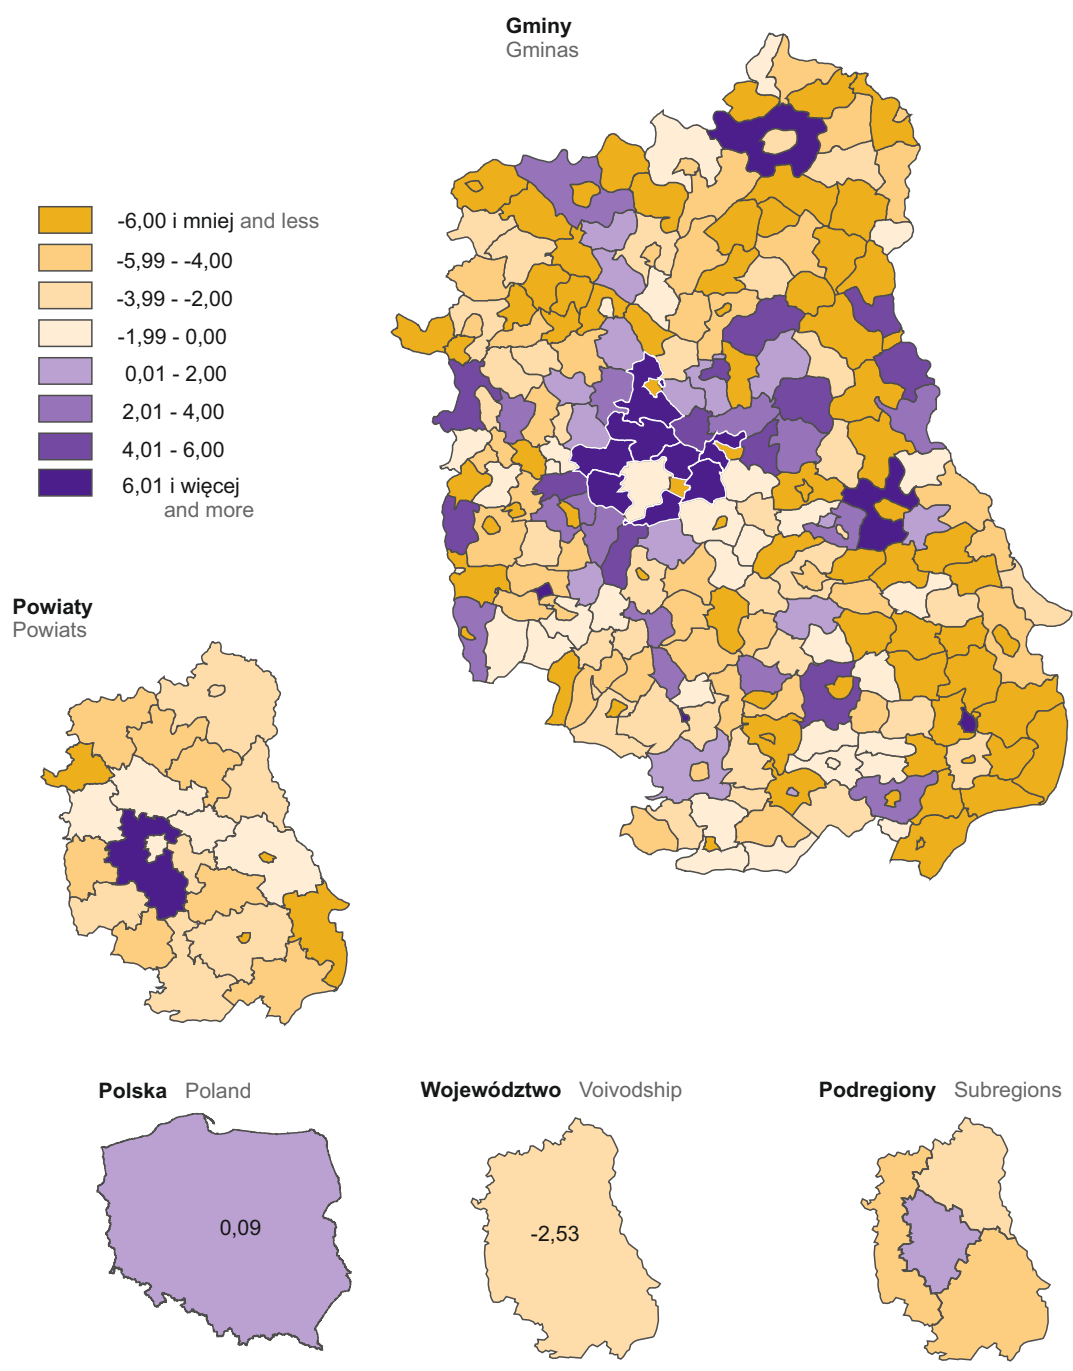 Gminy
Gminas
-6,00 i mniej and less
-5,99 - -4,00
-3,99 - -2,00
-1,99 - 0,00
0,01 - 2,00
2,01 - 4,00
4,01 - 6,00
6,01 i więcej
and more
Powiaty
Powiats
Polska Poland
Województwo Voivodship
Podregiony Subregions
0,09
-2,53